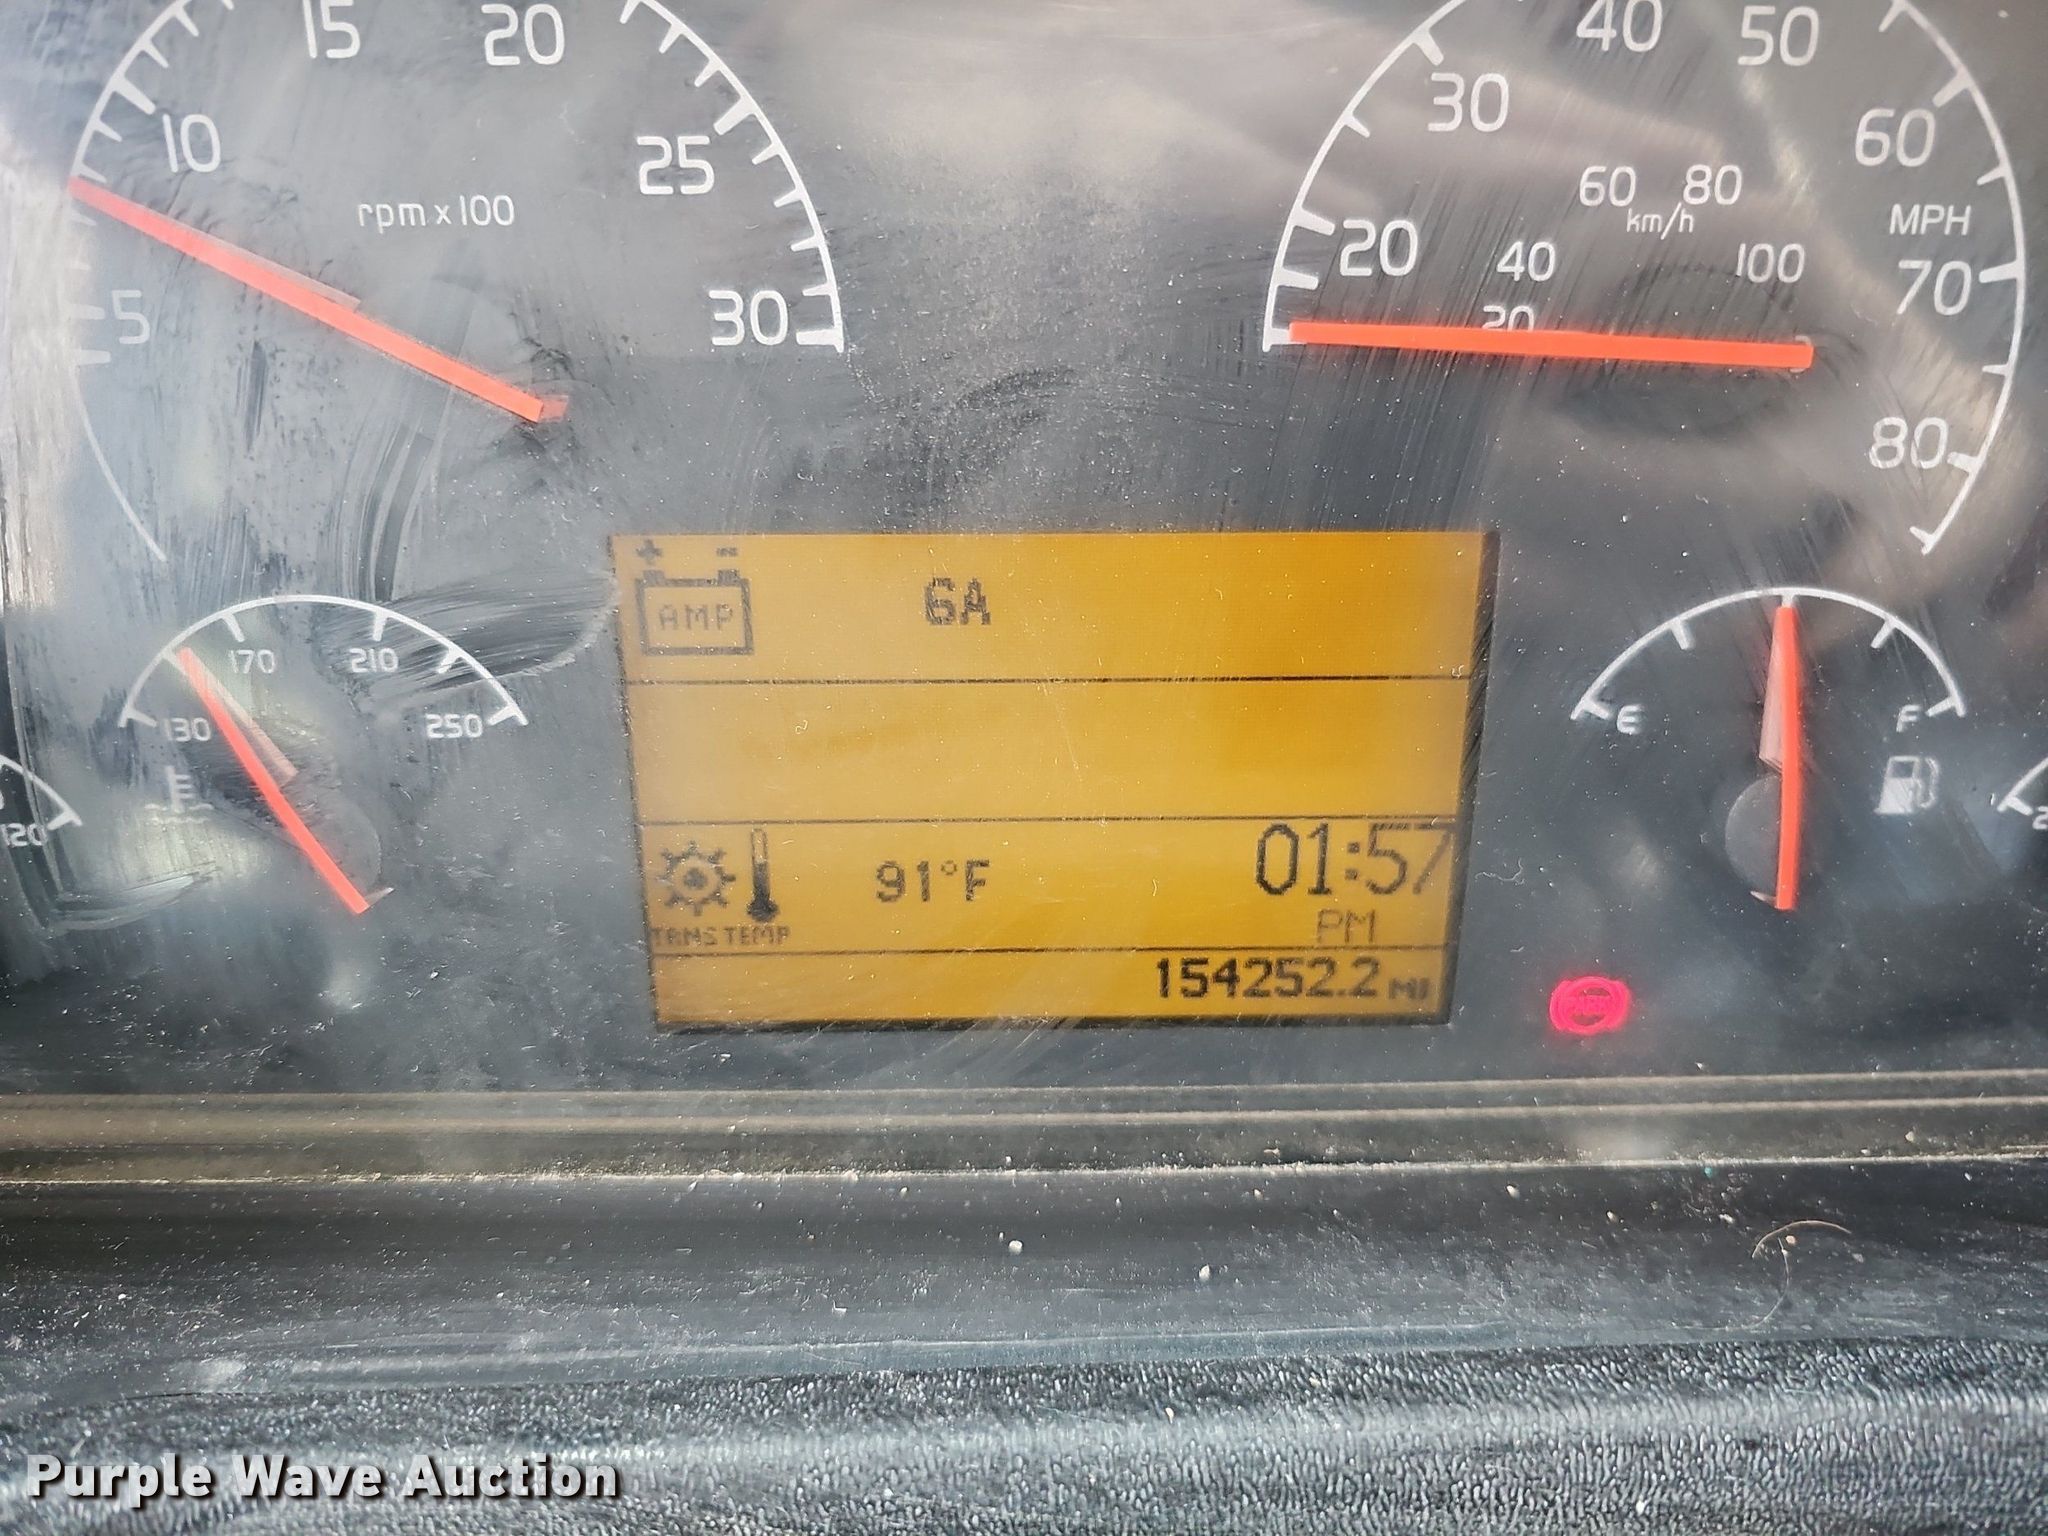 15 20
10 25
rpm x 100
5 30
40 50
30 60
60 80
km/h MPH
20 40 100 70
20
80
130 170 210 250
120
AMP 6A
E F
TRNS TEMP 91°F 01:57
PM
154252.2 MI
Purple Wave Auction